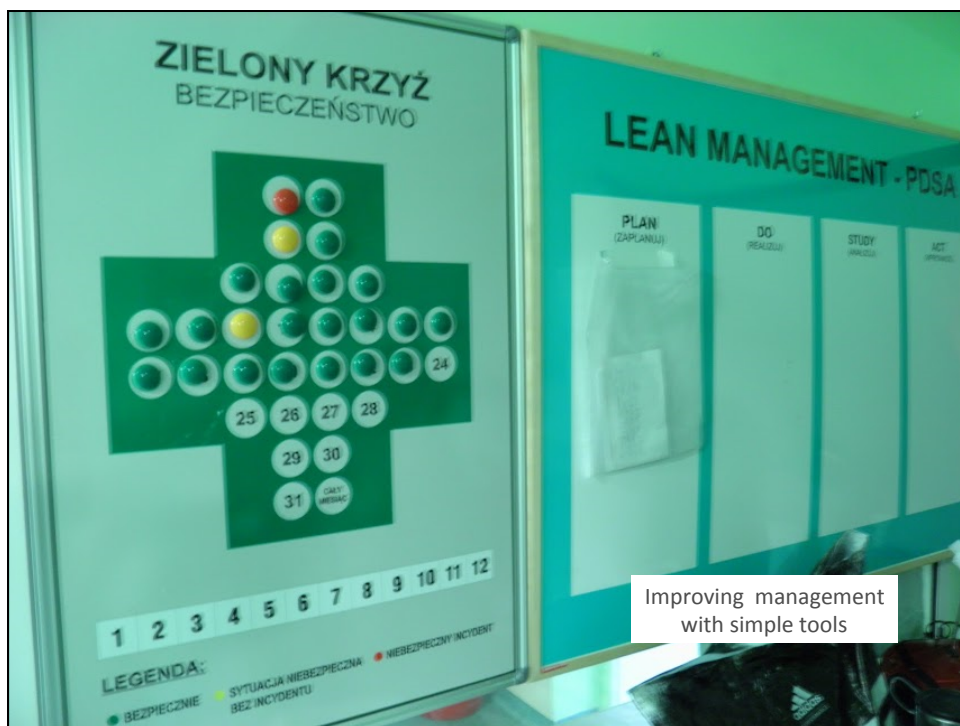 ZIELONY KRZYŻ
BEZPIECZEŃSTWO
24
25 26 27 28
29 30
31 CAŁY MIESIĄC
1 2 3 4 5 6 7 8 9 10 11 12
LEGENDA:
BEZPIECZNIE
SYTUACJA NIEBEZPIECZNA
BEZ INCYDENTU
NIEBEZPIECZNY INCYDENT
LEAN MANAGEMENT - PDSA
PLAN
(ZAPLANUJ)
DO
(REALIZUJ)
STUDY
ACT
Improving management
with simple tools
adidas